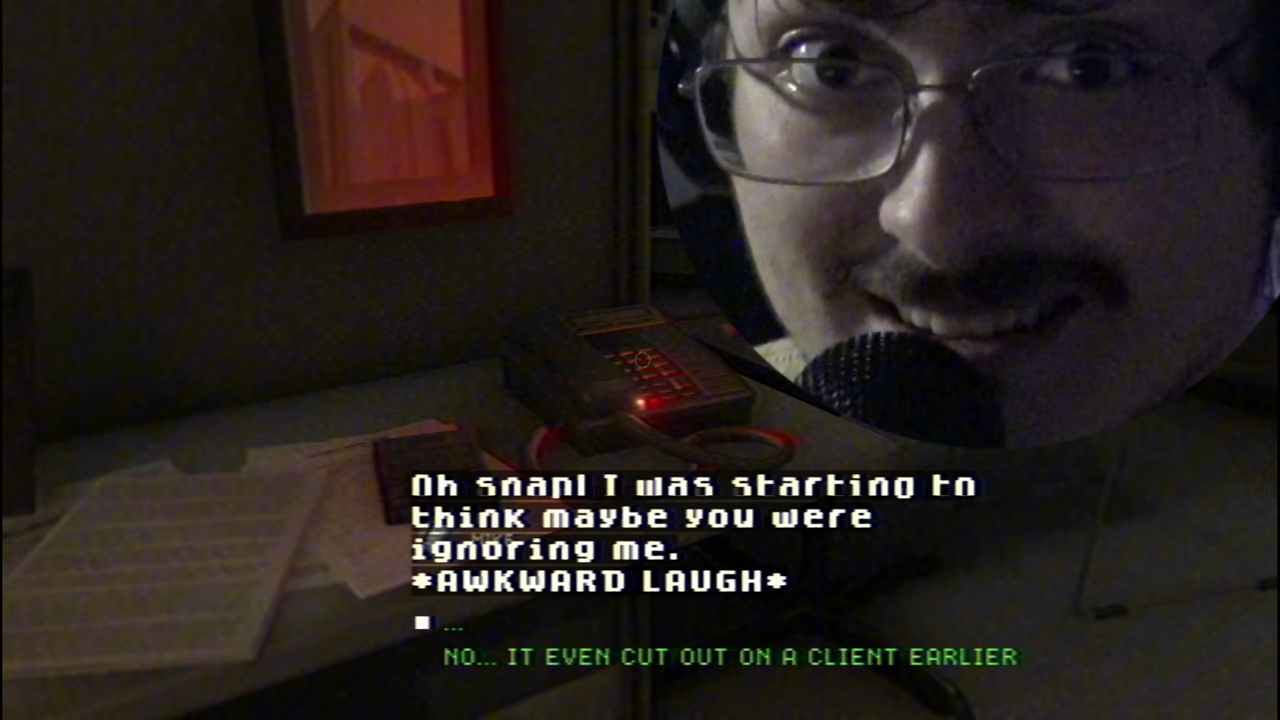 Oh snap! I was starting to
think maybe you were
ignoring me.
*AWKWARD LAUGH*
...
NO... IT EVEN CUT OUT ON A CLIENT EARLIER